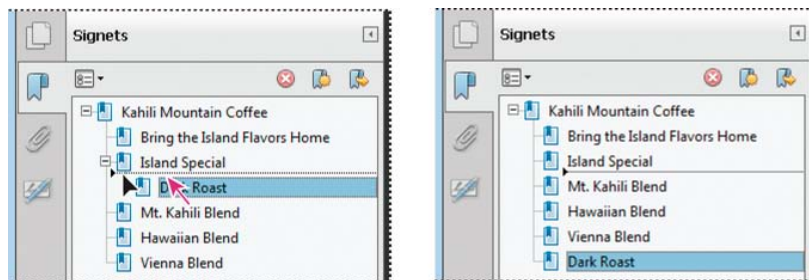 Signets
Kahili Mountain Coffee
Bring the Island Flavors Home
Island Special
Dark Roast
Mt. Kahili Blend
Hawaiian Blend
Vienna Blend
Signets
Kahili Mountain Coffee
Bring the Island Flavors Home
Island Special
Mt. Kahili Blend
Hawaiian Blend
Vienna Blend
Dark Roast